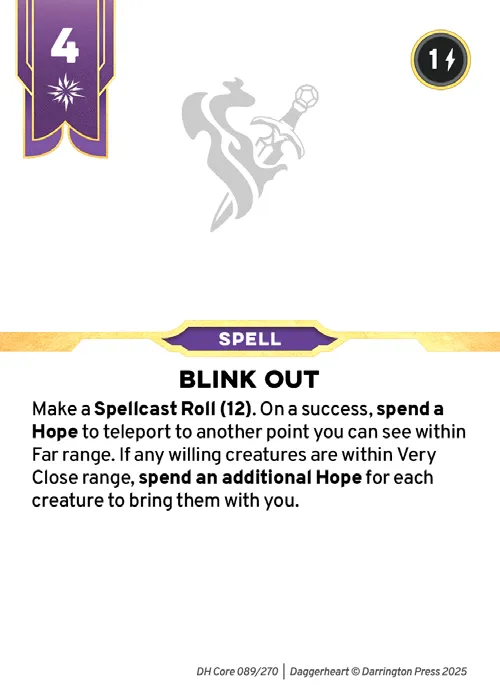 4
1
SPELL
BLINK OUT
Make a Spellcast Roll (12). On a success, spend a
Hope to teleport to another point you can see within
Far range. If any willing creatures are within Very
Close range, spend an additional Hope for each
creature to bring them with you.
DH Core 089/270 | Daggerheart © Darrington Press 2025